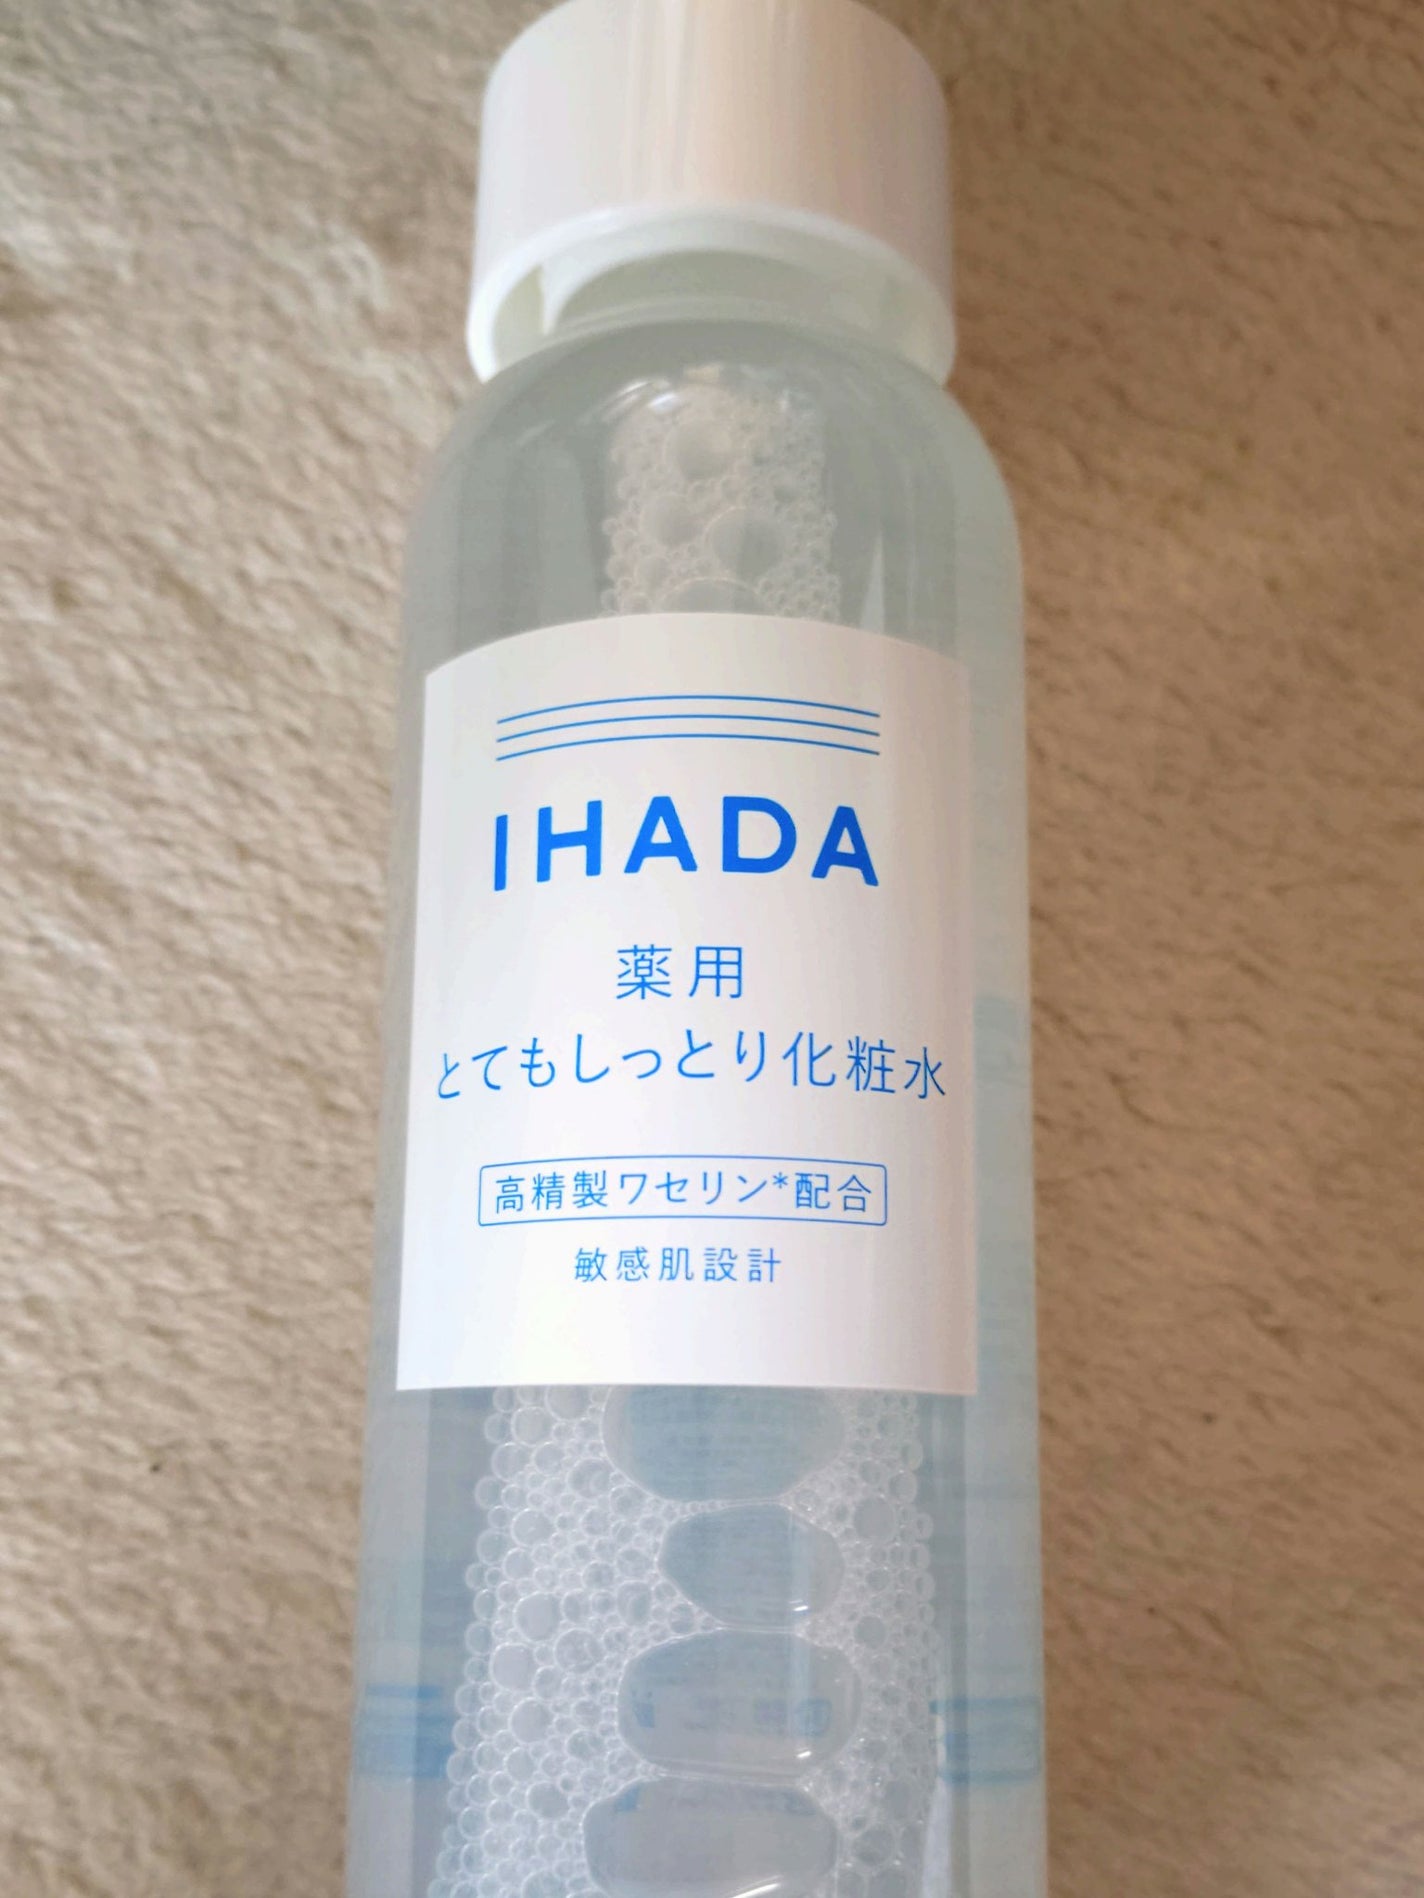 IHADA
薬用
とてもしっとり化粧水
高精製ワセリン*配合
敏感肌設計